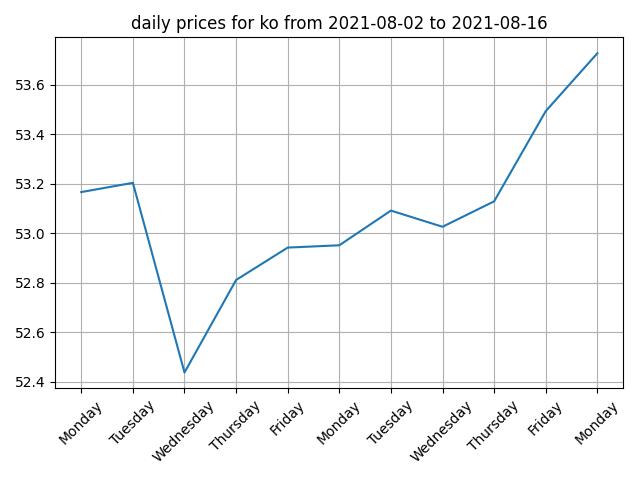 daily prices for ko from 2021-08-02 to 2021-08-16
53.6
53.4
53.2
53.0
52.8
52.6
52.4
Monday
Tuesday
Wednesday
Thursday
Friday
Monday
Tuesday
Wednesday
Thursday
Friday
Monday